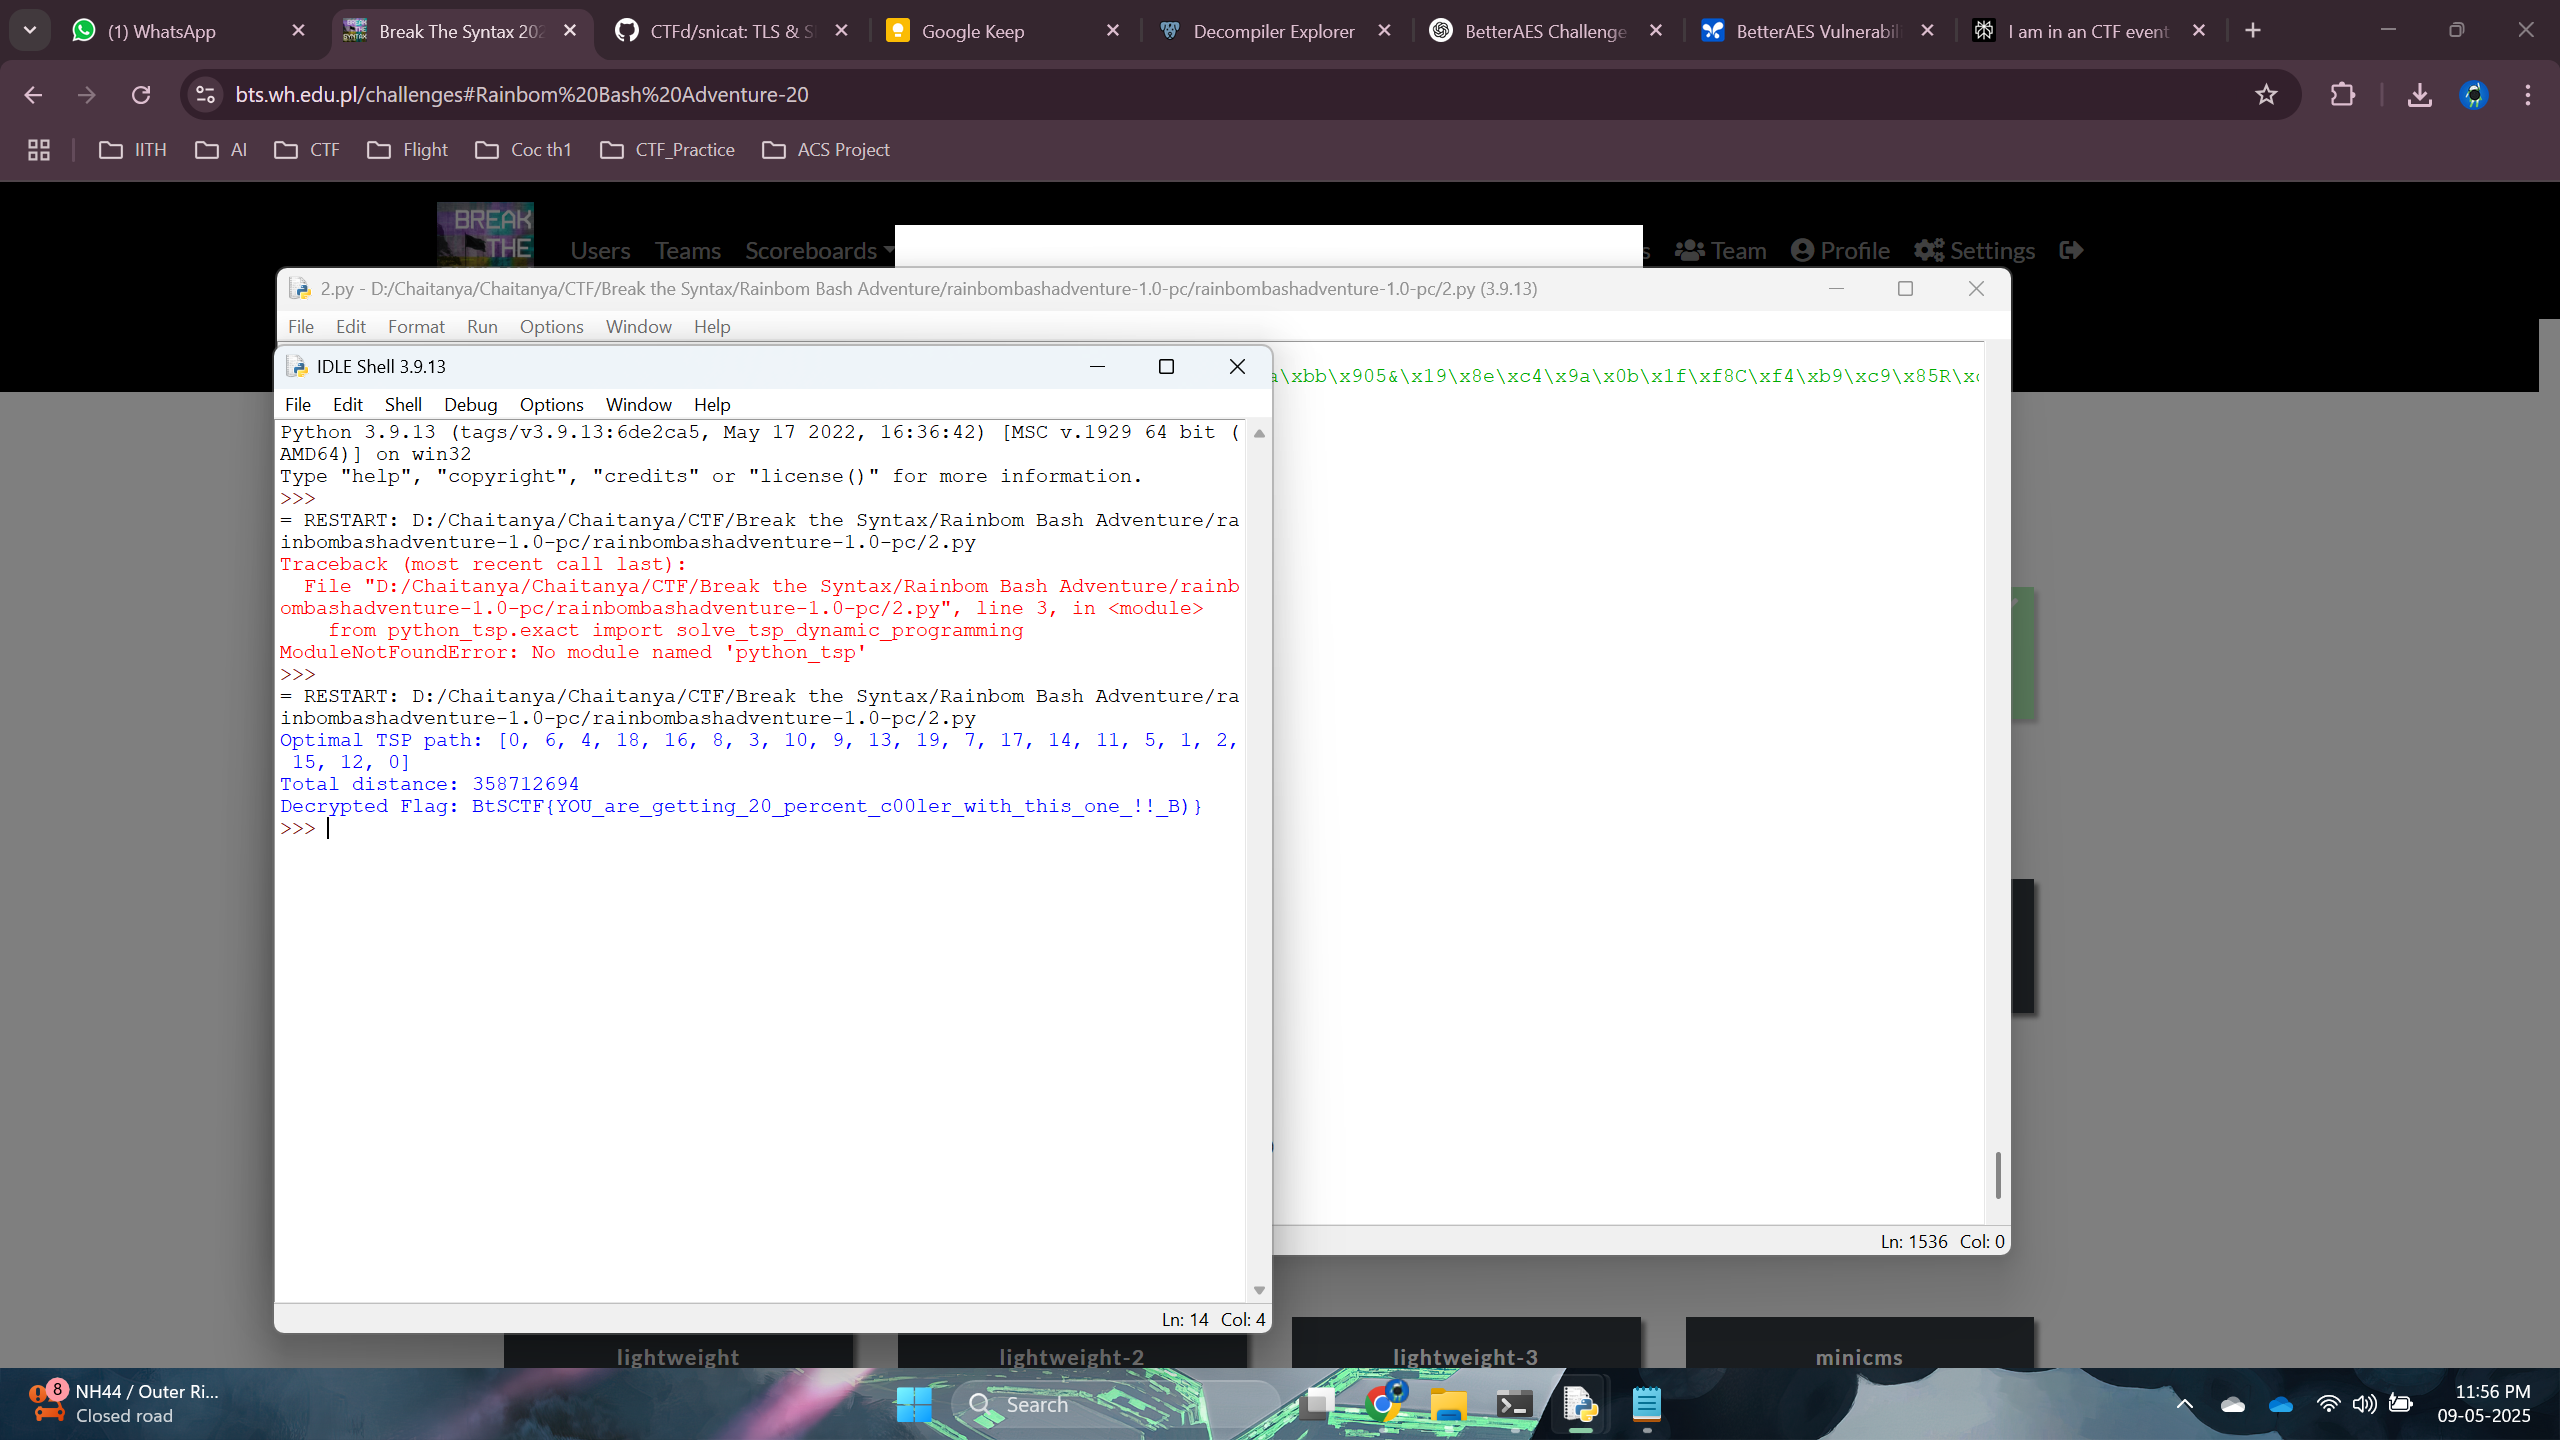 (1) WhatsApp
Break The Syntax 202
CTFd/snicat: TLS & S
Google Keep
Decompiler Explorer
BetterAES Challenge
BetterAES Vulnerabil
I am in an CTF event
bts.wh.edu.pl/challenges#Rainbom%20Bash%20Adventure-20
IITH
AI
CTF
Flight
Coc th1
CTF_Practice
ACS Project
BREAK
THE
Users Teams Scoreboards
s Team Profile Settings
2.py - D:/Chaitanya/Chaitanya/CTF/Break the Syntax/Rainbom Bash Adventure/rainbombashadventure-1.0-pc/rainbombashadventure-1.0-pc/2.py (3.9.13)
File Edit Format Run Options Window Help
a\xbb\x905&\x19\x8e\xc4\x9a\x0b\x1f\xf8C\xf4\xb9\xc9\x85R\xc
IDLE Shell 3.9.13
File Edit Shell Debug Options Window Help
Python 3.9.13 (tags/v3.9.13:6de2ca5, May 17 2022, 16:36:42) [MSC v.1929 64 bit (
AMD64)] on win32
Type "help", "copyright", "credits" or "license()" for more information.
>>>
= RESTART: D:/Chaitanya/Chaitanya/CTF/Break the Syntax/Rainbom Bash Adventure/ra
inbombashadventure-1.0-pc/rainbombashadventure-1.0-pc/2.py
Traceback (most recent call last):
File "D:/Chaitanya/Chaitanya/CTF/Break the Syntax/Rainbom Bash Adventure/rainb
ombashadventure-1.0-pc/rainbombashadventure-1.0-pc/2.py", line 3, in <module>
from python_tsp.exact import solve_tsp_dynamic_programming
ModuleNotFoundError: No module named 'python_tsp'
>>>
= RESTART: D:/Chaitanya/Chaitanya/CTF/Break the Syntax/Rainbom Bash Adventure/ra
inbombashadventure-1.0-pc/rainbombashadventure-1.0-pc/2.py
Optimal TSP path: [0, 6, 4, 18, 16, 8, 3, 10, 9, 13, 19, 7, 17, 14, 11, 5, 1, 2,
15, 12, 0]
Total distance: 358712694
Decrypted Flag: BtSCTF{YOU_are_getting_20_percent_c00ler_with_this_one_!!_B)}
>>>
Ln: 1536 Col: 0
Ln: 14 Col: 4
lightweight
lightweight-2
lightweight-3
minicms
8
NH44 / Outer Ri...
Closed road
Search
11:56 PM
09-05-2025